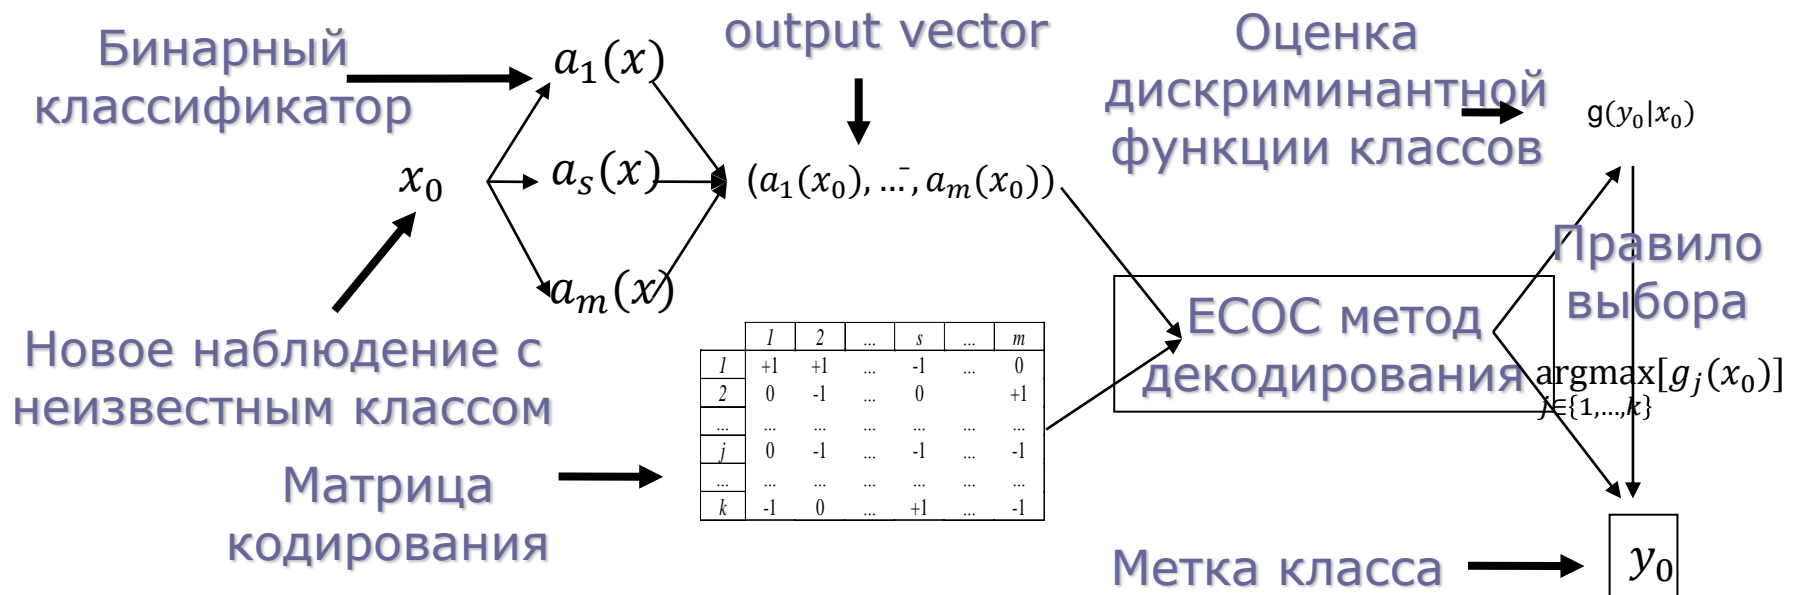 Бинарный
классификатор
a₁(x)
output vector
Оценка
дискриминантной
функции классов
g(y₀|x₀)
x₀
aₛ(x)
(a₁(x₀), …¯, aₘ(x₀))
aₘ(x)
Правило
выбора
Новое наблюдение с
неизвестным классом
1 2 ... s ... m
1 +1 +1 ... -1 ... 0
2 0 -1 ... 0 +1
... ... ... ... ... ... ...
j 0 -1 ... -1 ... -1
... ... ... ... ... ... ...
k -1 0 ... +1 ... -1
ECOC метод
декодирования
argmax[gⱼ(x₀)]
j∈{1,…,k}
Матрица
кодирования
Метка класса
y₀